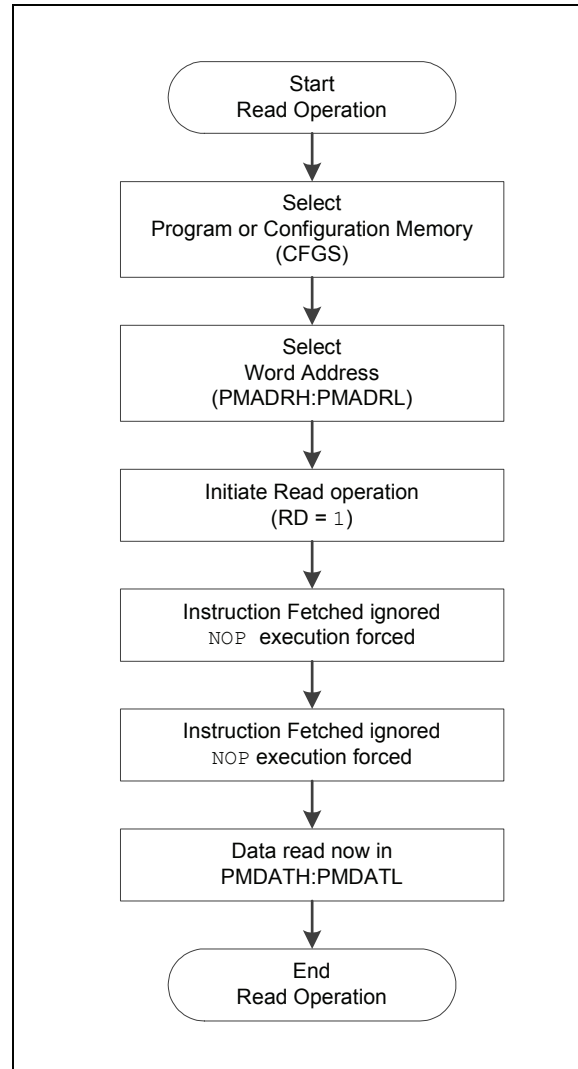 Start
Read Operation
Select
Program or Configuration Memory
(CFGS)
Select
Word Address
(PMADRH:PMADRL)
Initiate Read operation
(RD = 1)
Instruction Fetched ignored
NOP execution forced
Instruction Fetched ignored
NOP execution forced
Data read now in
PMDATH:PMDATL
End
Read Operation